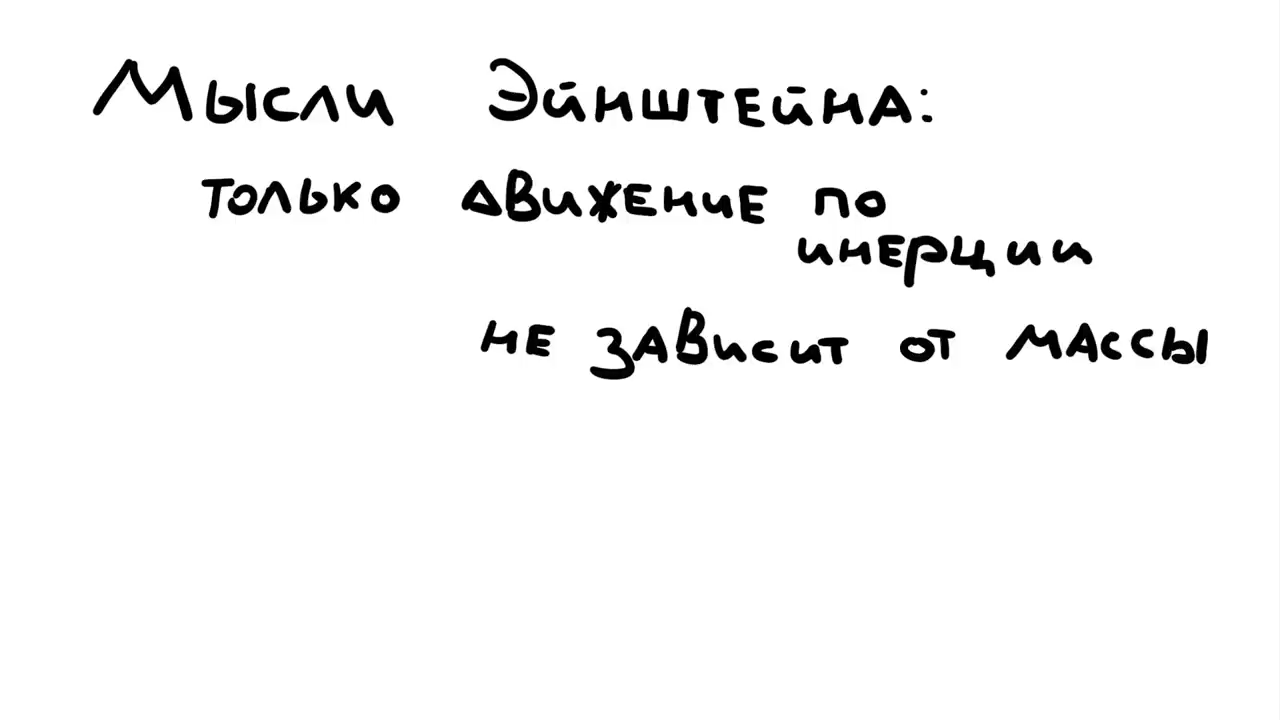 Мысли Эйнштейна:
только движение по
инерции
не зависит от массы